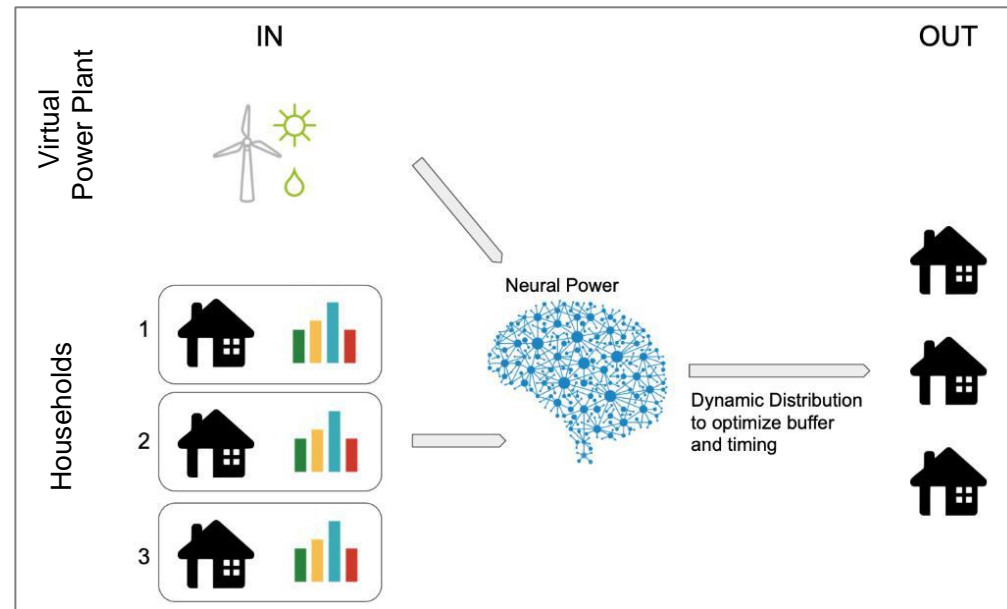 IN
OUT
Virtual
Power Plant
Neural Power
Households
1
2
3
Dynamic Distribution
to optimize buffer
and timing